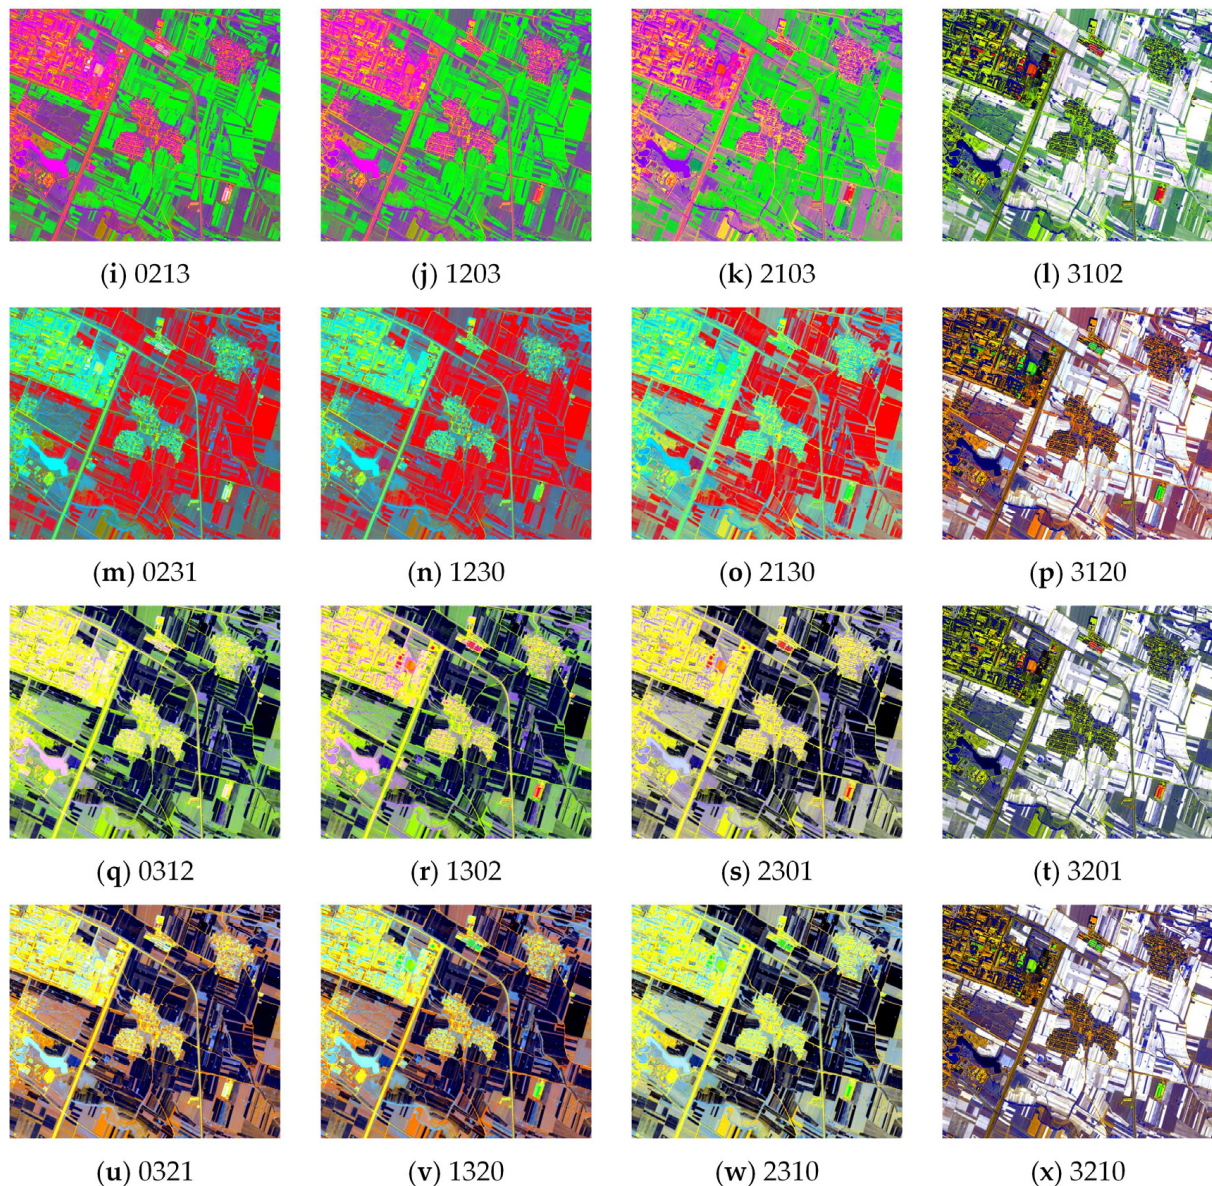 (i) 0213 (j) 1203 (k) 2103 (l) 3102
(m) 0231 (n) 1230 (o) 2130 (p) 3120
(q) 0312 (r) 1302 (s) 2301 (t) 3201
(u) 0321 (v) 1320 (w) 2310 (x) 3210